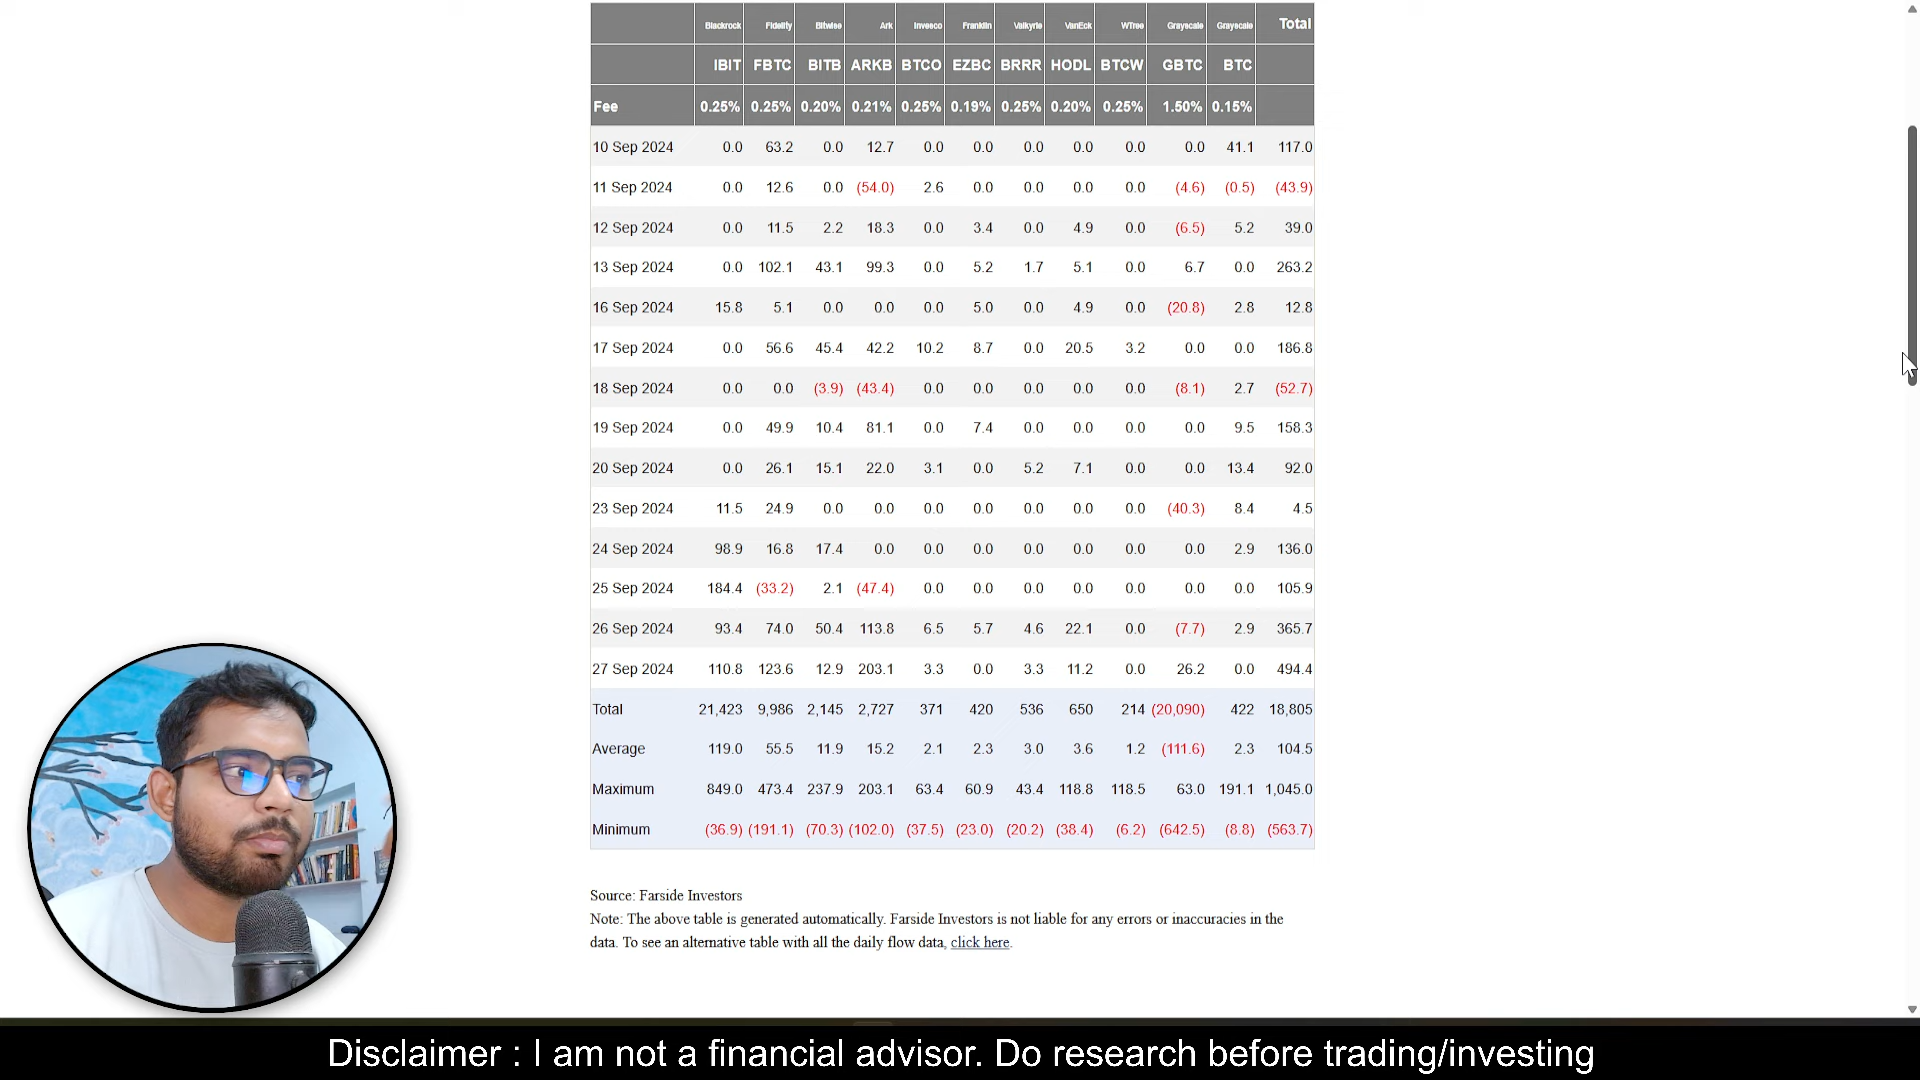 Blackrock Fidelity Bitwise Ark Invesco Franklin Valkyrie VanEck WTree Grayscale Grayscale Total
IBIT FBTC BITB ARKB BTCO EZBC BRRR HODL BTCW GBTC BTC
Fee 0.25% 0.25% 0.20% 0.21% 0.25% 0.19% 0.25% 0.20% 0.25% 1.50% 0.15%
10 Sep 2024 0.0 63.2 0.0 12.7 0.0 0.0 0.0 0.0 0.0 0.0 41.1 117.0
11 Sep 2024 0.0 12.6 0.0 (54.0) 2.6 0.0 0.0 0.0 0.0 (4.6) (0.5) (43.9)
12 Sep 2024 0.0 11.5 2.2 18.3 0.0 3.4 0.0 4.9 0.0 (6.5) 5.2 39.0
13 Sep 2024 0.0 102.1 43.1 99.3 0.0 5.2 1.7 5.1 0.0 6.7 0.0 263.2
16 Sep 2024 15.8 5.1 0.0 0.0 0.0 5.0 0.0 4.9 0.0 (20.8) 2.8 12.8
17 Sep 2024 0.0 56.6 45.4 42.2 10.2 8.7 0.0 20.5 3.2 0.0 0.0 186.8
18 Sep 2024 0.0 0.0 (3.9) (43.4) 0.0 0.0 0.0 0.0 0.0 (8.1) 2.7 (52.7)
19 Sep 2024 0.0 49.9 10.4 81.1 0.0 7.4 0.0 0.0 0.0 0.0 9.5 158.3
20 Sep 2024 0.0 26.1 15.1 22.0 3.1 0.0 5.2 7.1 0.0 0.0 13.4 92.0
23 Sep 2024 11.5 24.9 0.0 0.0 0.0 0.0 0.0 0.0 0.0 (40.3) 8.4 4.5
24 Sep 2024 98.9 16.8 17.4 0.0 0.0 0.0 0.0 0.0 0.0 0.0 2.9 136.0
25 Sep 2024 184.4 (33.2) 2.1 (47.4) 0.0 0.0 0.0 0.0 0.0 0.0 0.0 105.9
26 Sep 2024 93.4 74.0 50.4 113.8 6.5 5.7 4.6 22.1 0.0 (7.7) 2.9 365.7
27 Sep 2024 110.8 123.6 12.9 203.1 3.3 0.0 3.3 11.2 0.0 26.2 0.0 494.4
Total 21,423 9,986 2,145 2,727 371 420 536 650 214 (20,090) 422 18,805
Average 119.0 55.5 11.9 15.2 2.1 2.3 3.0 3.6 1.2 (111.6) 2.3 104.5
Maximum 849.0 473.4 237.9 203.1 63.4 60.9 43.4 118.8 118.5 63.0 191.1 1,045.0
Minimum (36.9) (191.1) (70.3) (102.0) (37.5) (23.0) (20.2) (38.4) (6.2) (642.5) (8.8) (563.7)
Source: Farside Investors
Note: The above table is generated automatically. Farside Investors is not liable for any errors or inaccuracies in the
data. To see an alternative table with all the daily flow data, click here.
Disclaimer : I am not a financial advisor. Do research before trading/investing